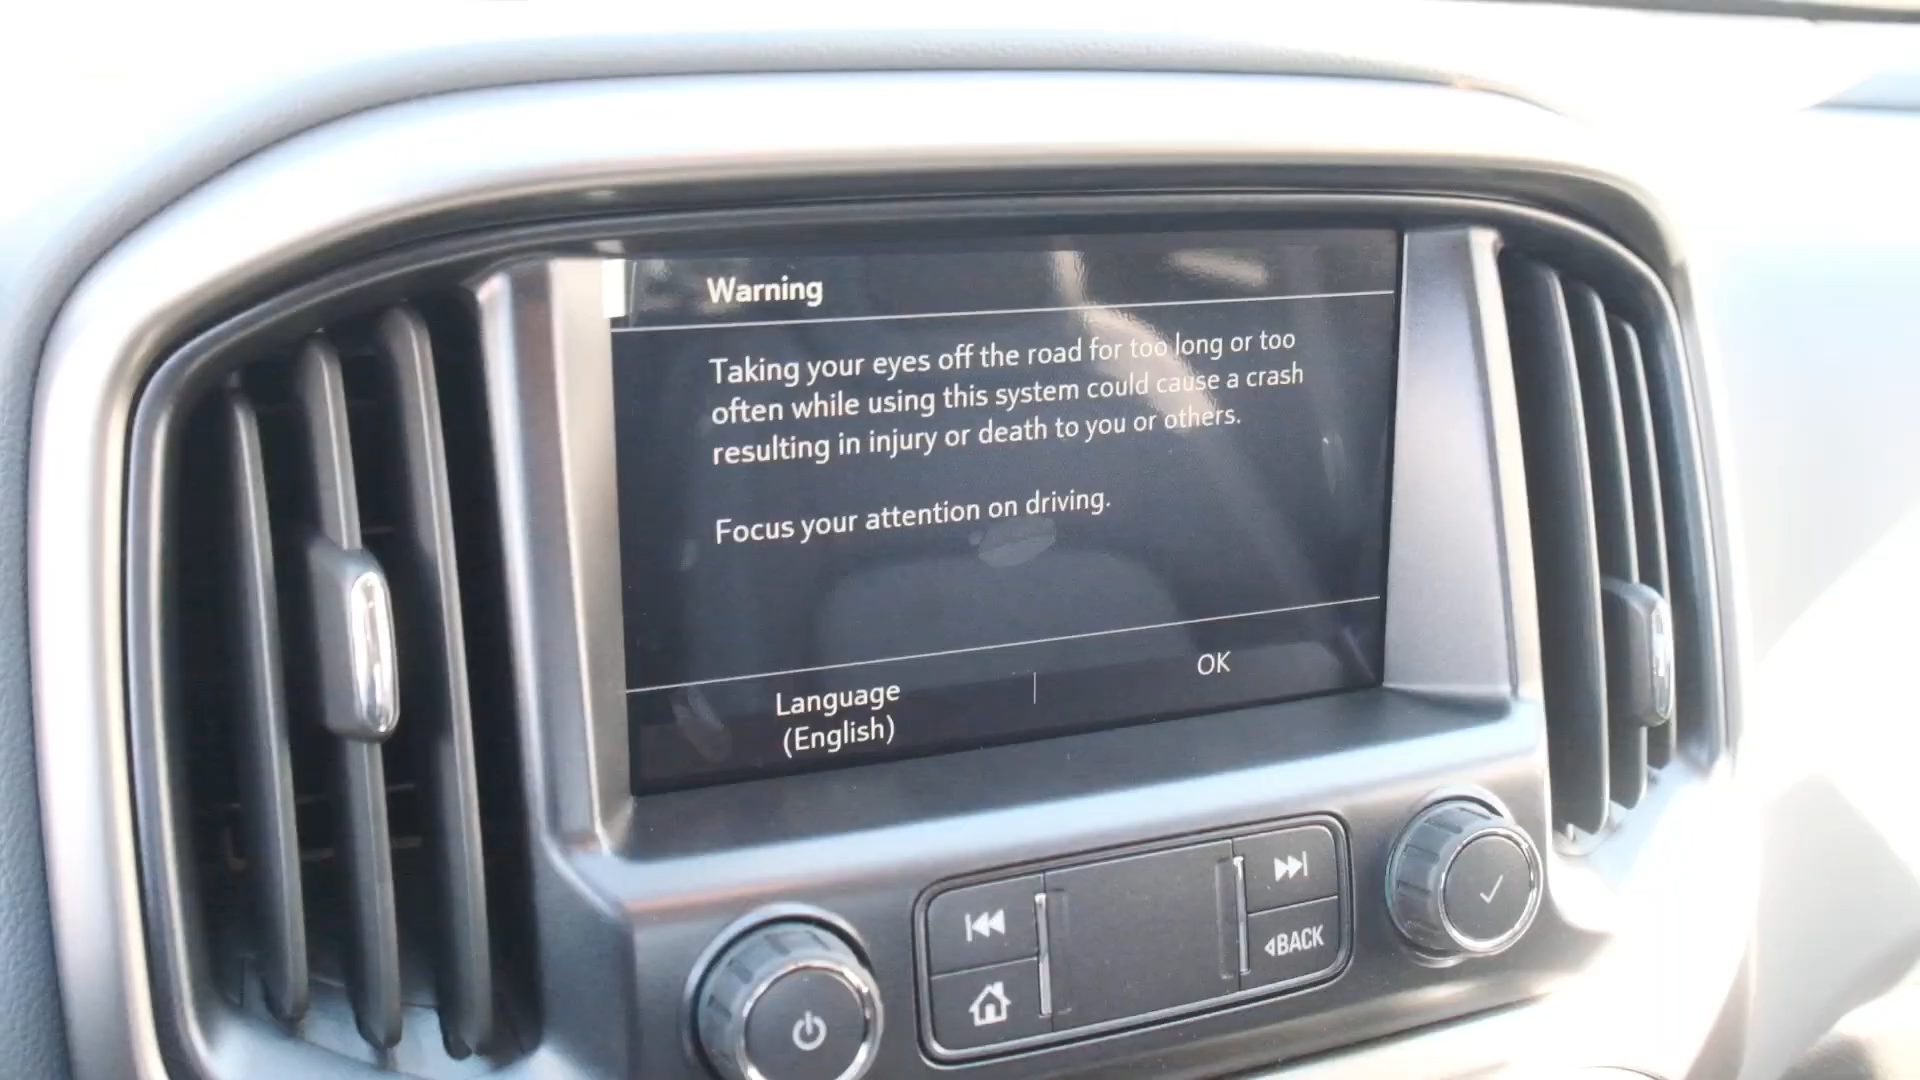 Warning
Taking your eyes off the road for too long or too
often while using this system could cause a crash
resulting in injury or death to you or others.
Focus your attention on driving.
Language
(English)
OK
BACK